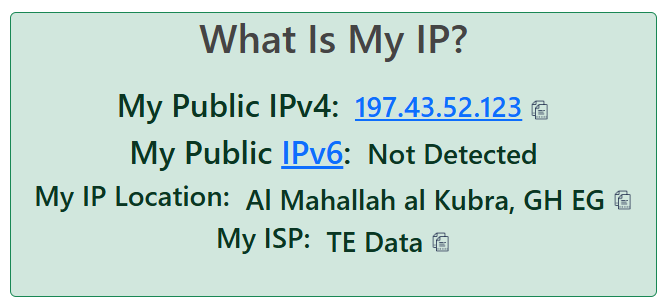 What Is My IP?
My Public IPv4: 197.43.52.123
My Public IPv6: Not Detected
My IP Location: Al Mahallah al Kubra, GH EG
My ISP: TE Data